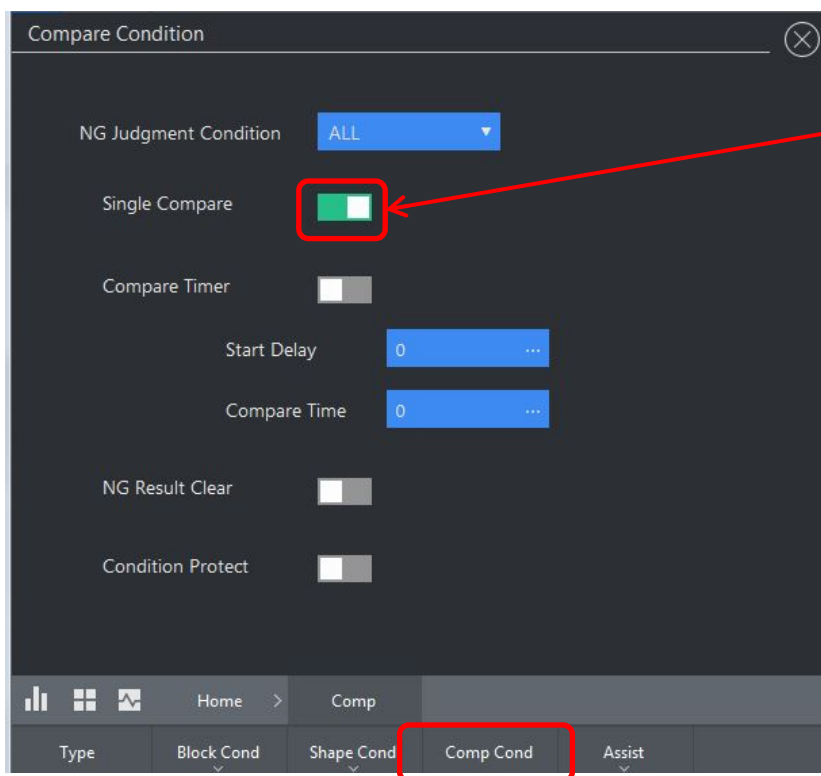 Compare Condition
NG Judgment Condition ALL
Single Compare
Compare Timer
Start Delay 0 ...
Compare Time 0 ...
NG Result Clear
Condition Protect
Home > Comp
Type Block Cond Shape Cond Comp Cond Assist